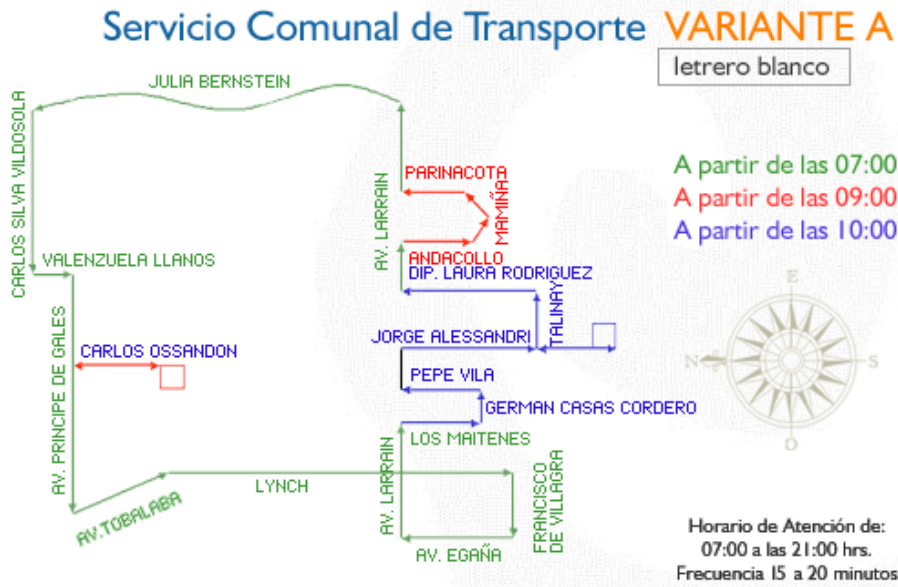 Servicio Comunal de Transporte VARIANTE A
letrero blanco
JULIA BERNSTEIN
CARLOS SILVA VILDOSOLA
AV. LARRAIN
PARINACOTA
MAMIÑA
ANDACOLLO
A partir de las 07:00
A partir de las 09:00
A partir de las 10:00
VALENZUELA LLANOS
DIP. LAURA RODRIGUEZ
TALINAY
JORGE ALESSANDRI
AV. PRINCIPE DE GALES
CARLOS OSSANDON
PEPE VILA
GERMAN CASAS CORDERO
LOS MAITENES
E
N
S
O
AV. TOBALABA
LYNCH
AV. LARRAIN
FRANCISCO
DE VILLAGRA
AV. EGAÑA
Horario de Atención de:
07:00 a las 21:00 hrs.
Frecuencia 15 a 20 minutos